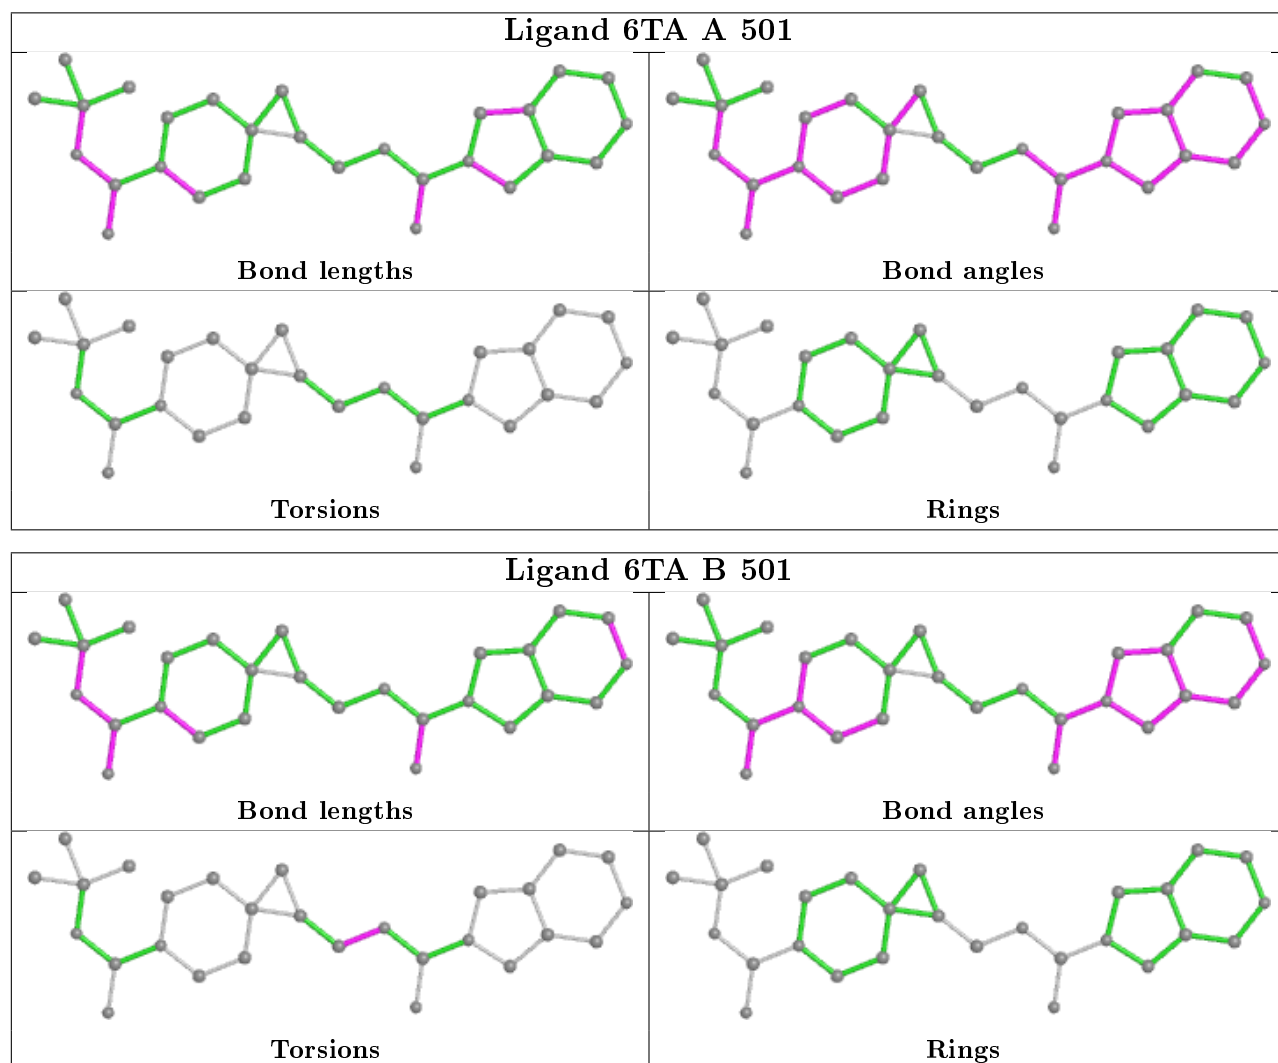 Ligand 6TA A 501
Bond lengths
Bond angles
Torsions
Rings
Ligand 6TA B 501
Bond lengths
Bond angles
Torsions
Rings